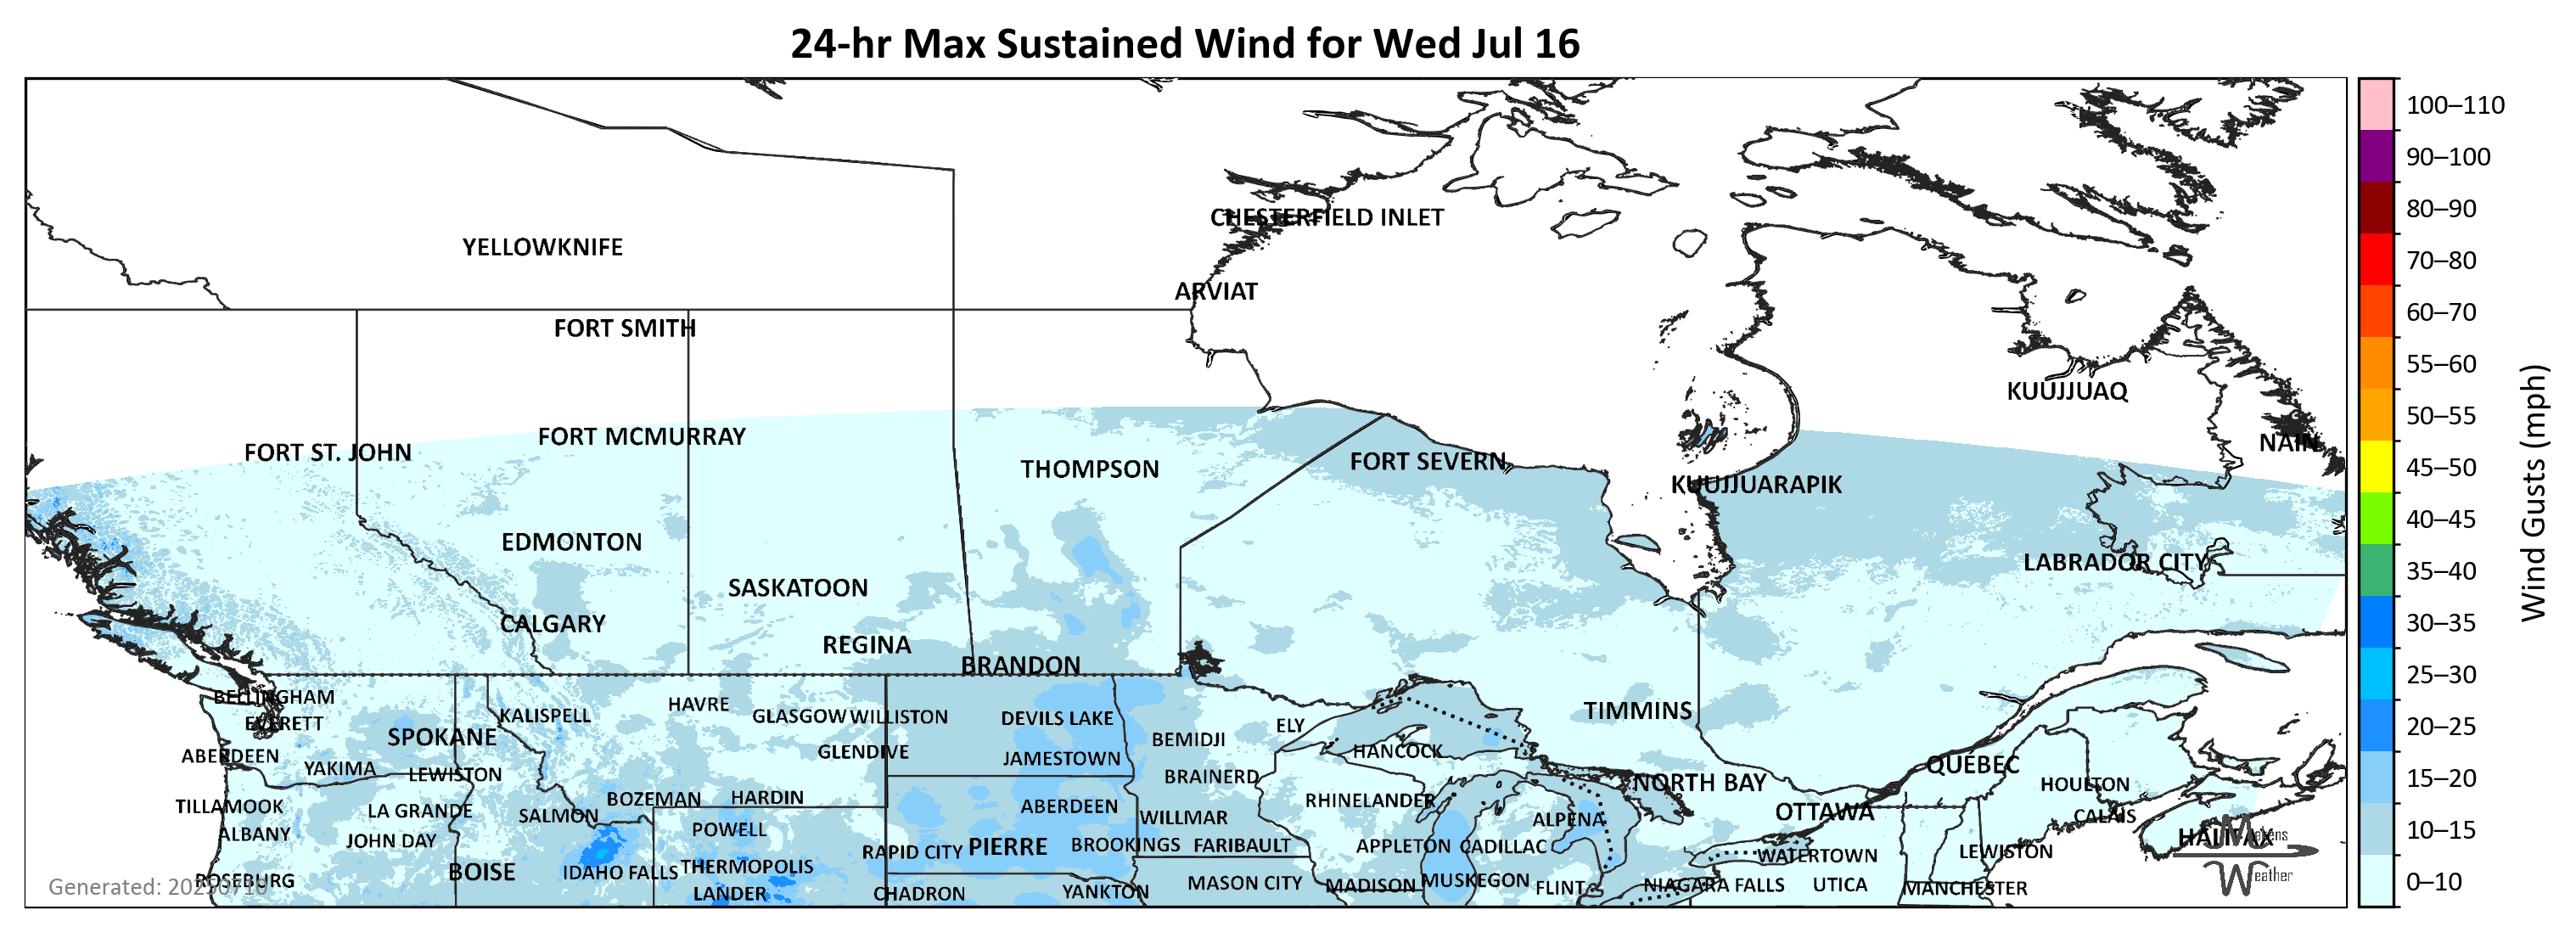 24-hr Max Sustained Wind for Wed Jul 16
100–110
90–100
80–90
70–80
60–70
55–60
50–55
45–50
40–45
35–40
30–35
25–30
20–25
15–20
10–15
0–10
Wind Gusts (mph)
CHESTERFIELD INLET
YELLOWKNIFE
ARVIAT
FORT SMITH
KUUJJUAQ
FORT MCMURRAY
NAIN
FORT ST. JOHN
FORT SEVERN
THOMPSON
KUUJJUARAPIK
EDMONTON
LABRADOR CITY
SASKATOON
CALGARY
REGINA
BRANDON
BELLINGHAM
HAVRE
TIMMINS
KALISPELL
GLASGOW
WILLISTON
DEVILS LAKE
EVERETT
ELY
SPOKANE
BEMIDJI
GLENDIVE
HANCOCK
ABERDEEN
JAMESTOWN
QUÉBEC
YAKIMA
LEWISTON
BRAINERD
NORTH BAY
HOULTON
BOZEMAN
HARDIN
RHINELANDER
TILLAMOOK
ABERDEEN
LA GRANDE
OTTAWA
SALMON
CALAIS
WILLMAR
ALPENA
POWELL
ALBANY
HALIFAX
JOHN DAY
BROOKINGS
FARIBAULT
APPLETON
CADILLAC
PIERRE
RAPID CITY
LEWISTON
WATERTOWN
THERMOPOLIS
BOISE
IDAHO FALLS
ROSEBURG
MUSKEGON
MASON CITY
MADISON
NIAGARA FALLS
UTICA
FLINT
MANCHESTER
YANKTON
LANDER
CHADRON
Makens
Weather